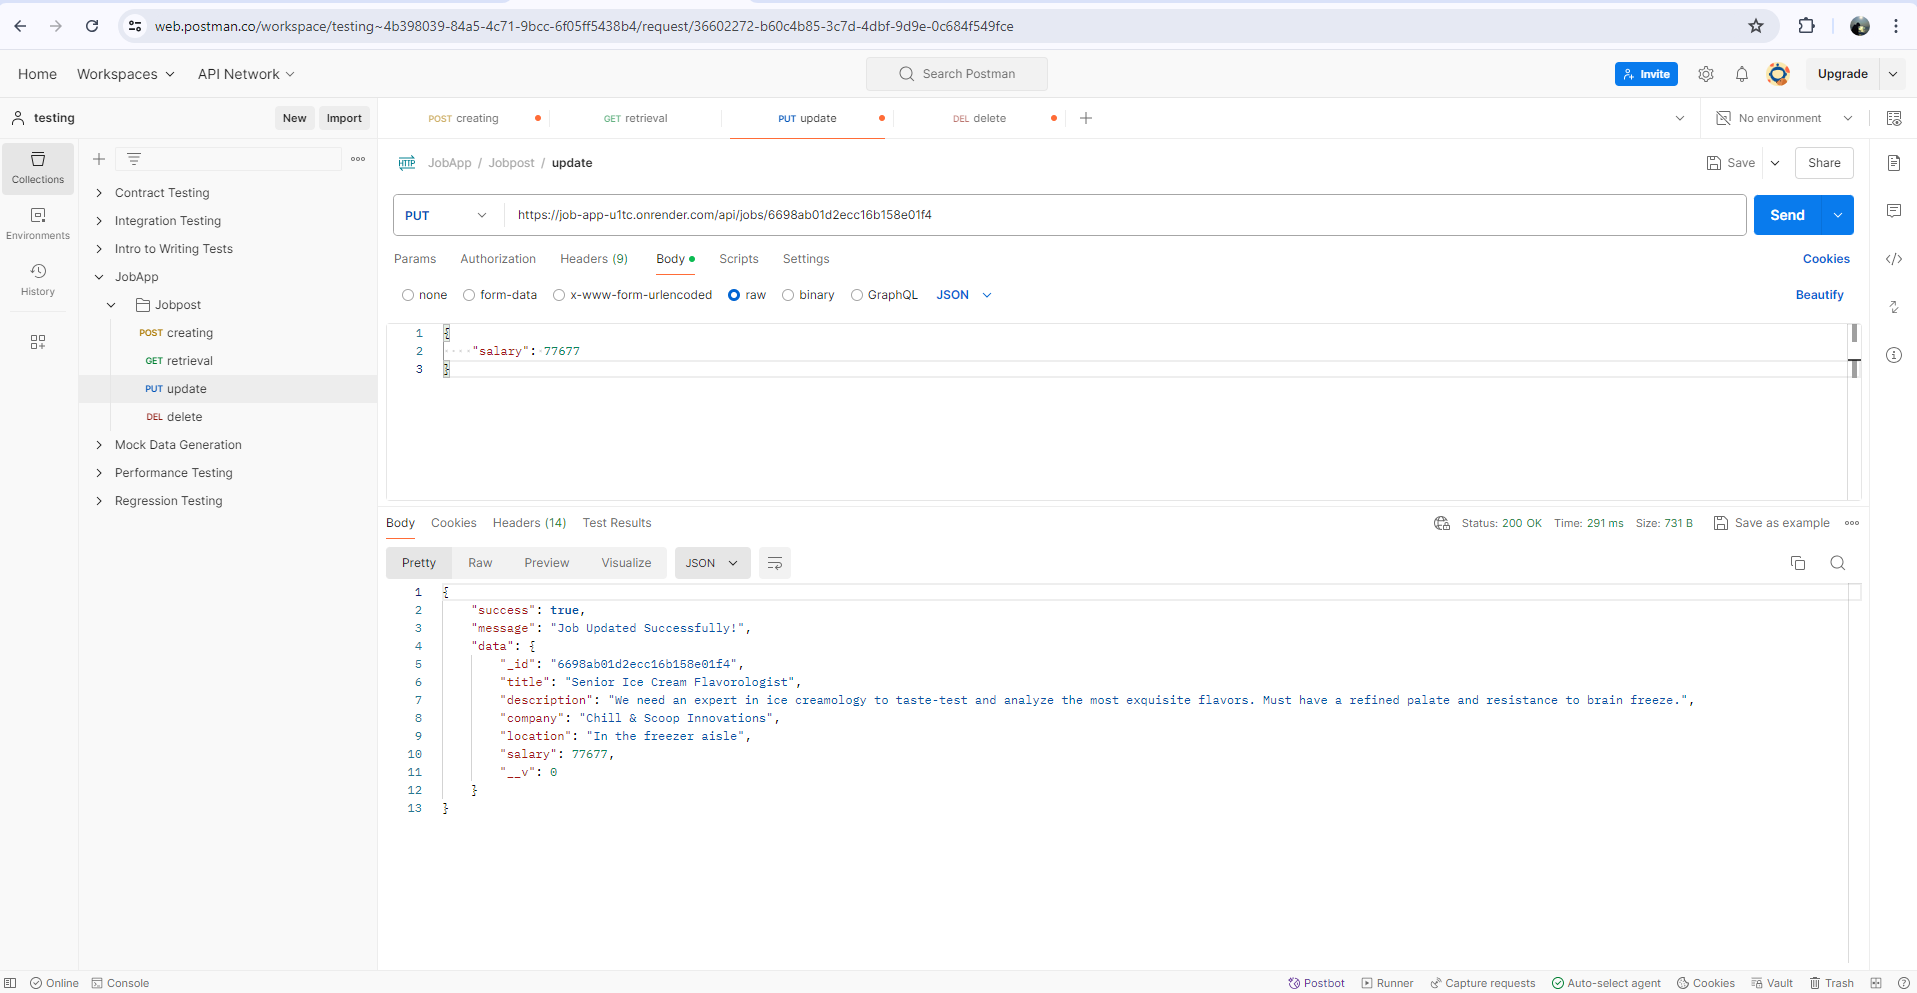 web.postman.co/workspace/testing~4b398039-84a5-4c71-9bcc-6f05ff5438b4/request/36602272-b60c4b85-3c7d-4dbf-9d9e-0c684f549fce
Home Workspaces API Network Search Postman Invite Upgrade
testing New Import POST creating GET retrieval PUT update DEL delete No environment
Collections
Environments
History
Contract Testing
Integration Testing
Intro to Writing Tests
JobApp
Jobpost
POST creating
GET retrieval
PUT update
DEL delete
Mock Data Generation
Performance Testing
Regression Testing
HTTP JobApp / Jobpost / update Save Share
PUT https://job-app-u1tc.onrender.com/api/jobs/6698ab01d2ecc16b158e01f4 Send
Params Authorization Headers (9) Body Scripts Settings Cookies
none form-data x-www-form-urlencoded raw binary GraphQL JSON Beautify
1 {
2 "salary": 77677
3 }
Body Cookies Headers (14) Test Results Status: 200 OK Time: 291 ms Size: 731 B Save as example
Pretty Raw Preview Visualize JSON
1 {
2 "success": true,
3 "message": "Job Updated Successfully!",
4 "data": {
5 "_id": "6698ab01d2ecc16b158e01f4",
6 "title": "Senior Ice Cream Flavorologist",
7 "description": "We need an expert in ice creamology to taste-test and analyze the most exquisite flavors. Must have a refined palate and resistance to brain freeze.",
8 "company": "Chill & Scoop Innovations",
9 "location": "In the freezer aisle",
10 "salary": 77677,
11 "__v": 0
12 }
13 }
Online Console Postbot Runner Capture requests Auto-select agent Cookies Vault Trash